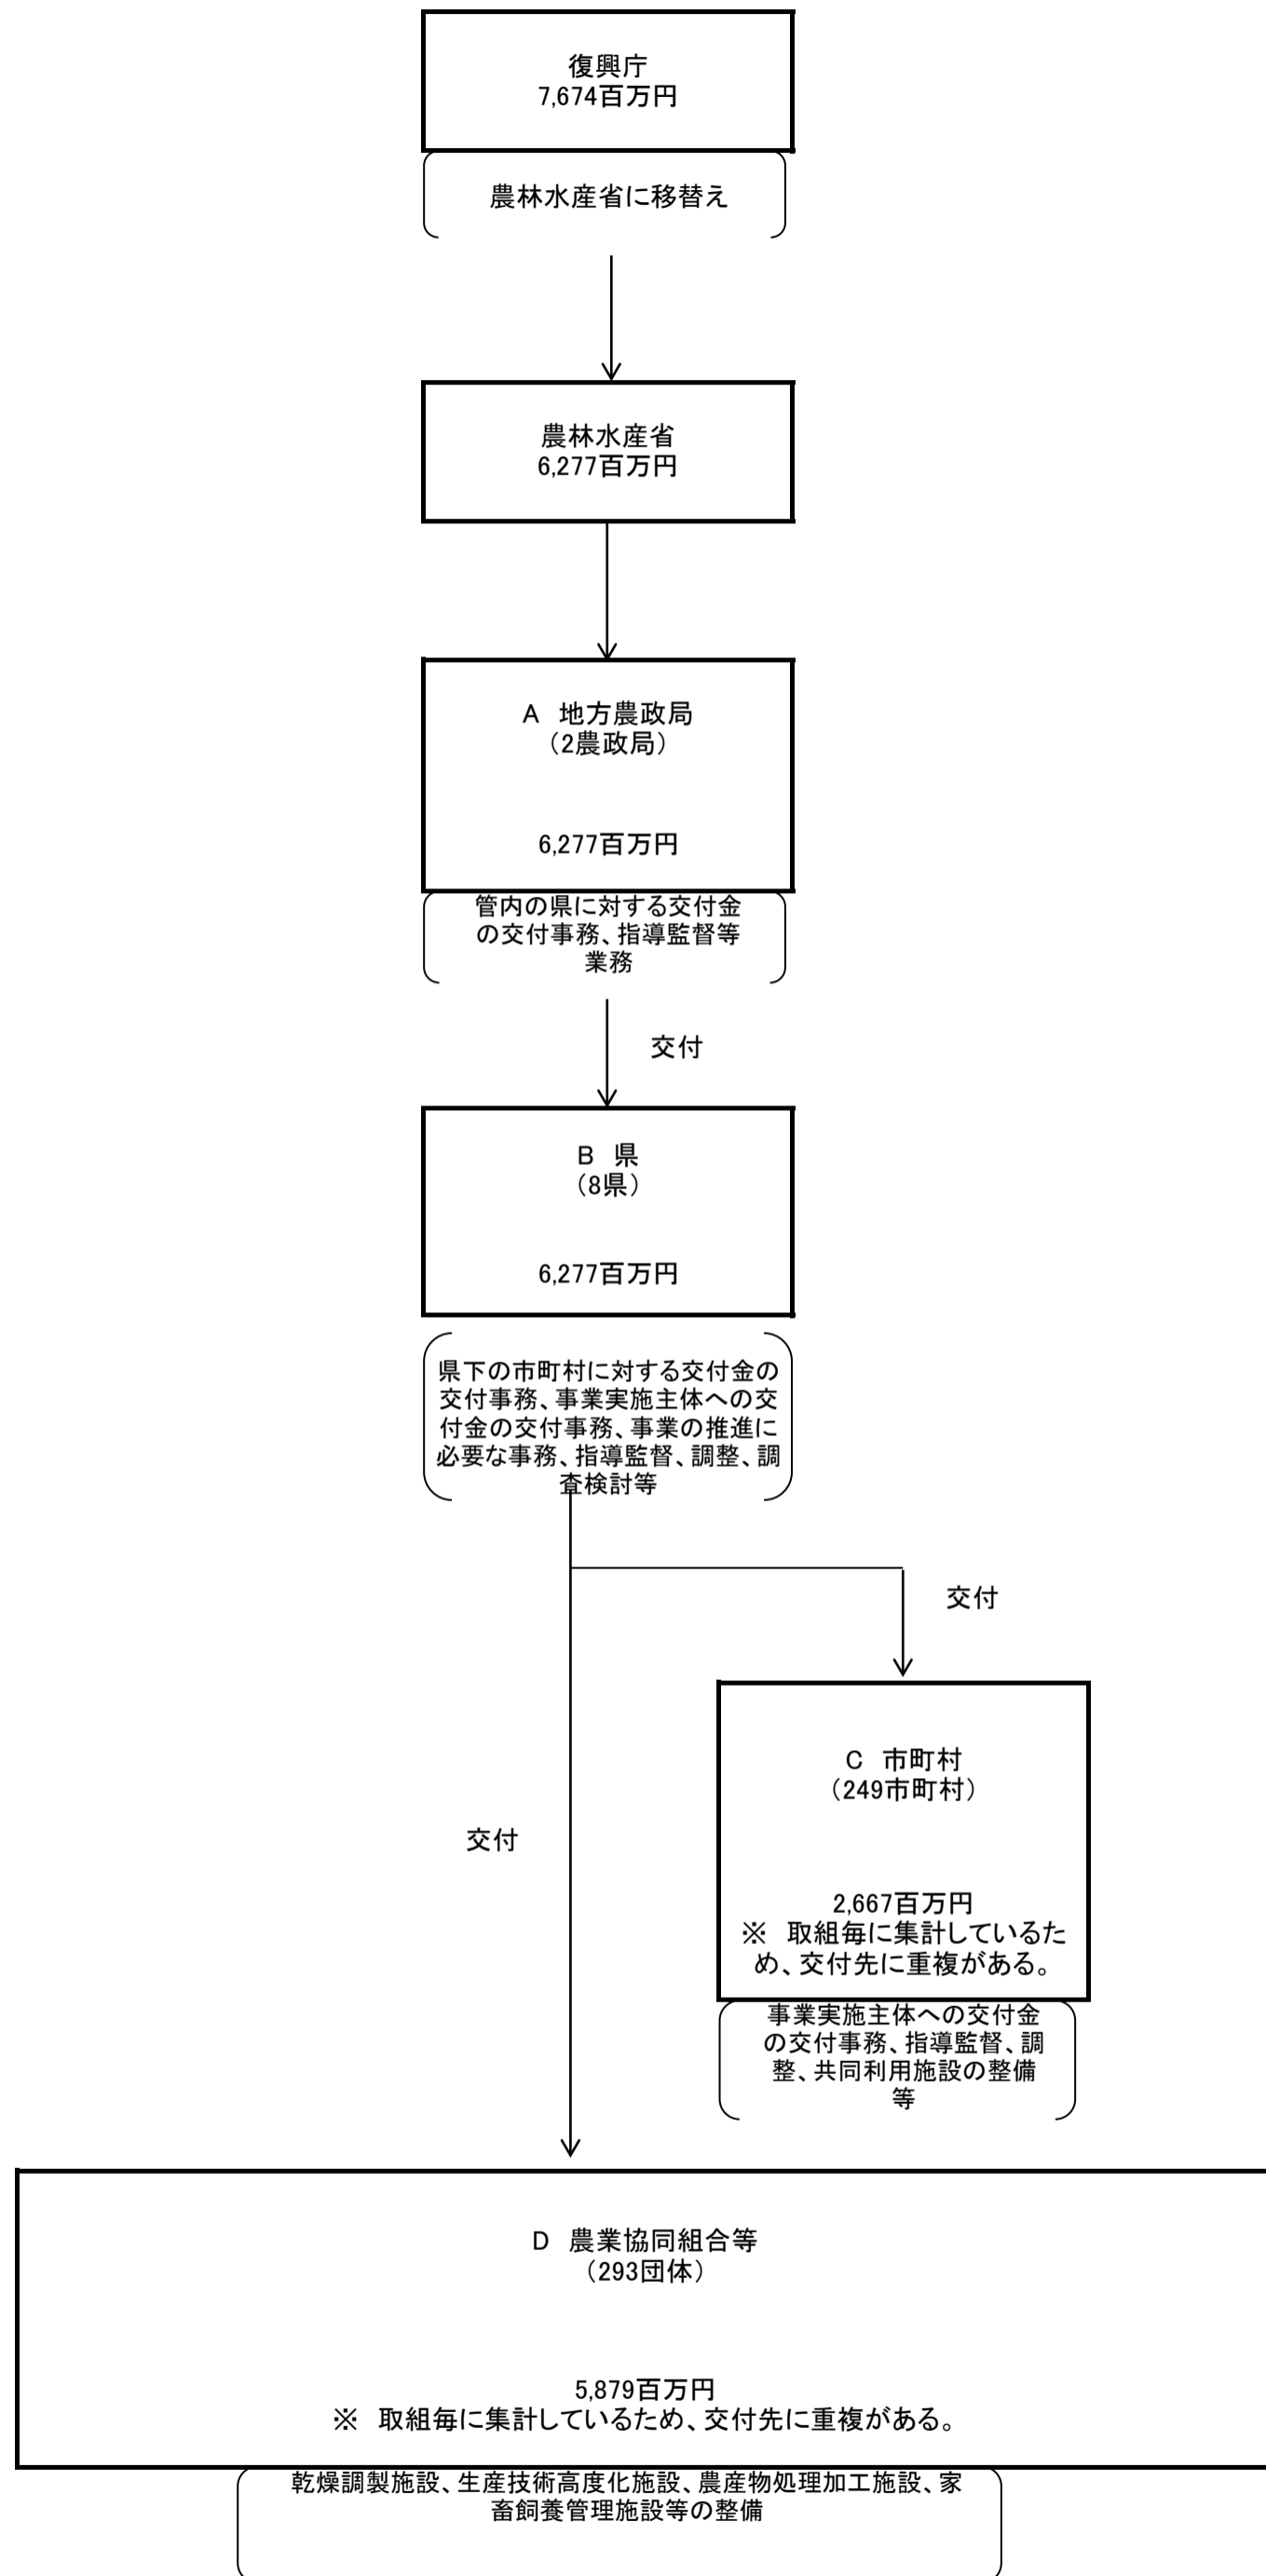 復興庁
7,674百万円
農林水産省に移替え
農林水産省
6,277百万円
A　地方農政局
（2農政局）
6,277百万円
管内の県に対する交付金
の交付事務、指導監督等
業務
交付
B　県
（8県）
6,277百万円
県下の市町村に対する交付金の
交付事務、事業実施主体への交
付金の交付事務、事業の推進に
必要な事務、指導監督、調整、調
査検討等
交付
C　市町村
（249市町村）
交付
2,667百万円
※　取組毎に集計しているた
め、交付先に重複がある。
事業実施主体への交付金
の交付事務、指導監督、調
整、共同利用施設の整備
等
D　農業協同組合等
（293団体）
5,879百万円
※　取組毎に集計しているため、交付先に重複がある。
乾燥調製施設、生産技術高度化施設、農産物処理加工施設、家
畜飼養管理施設等の整備